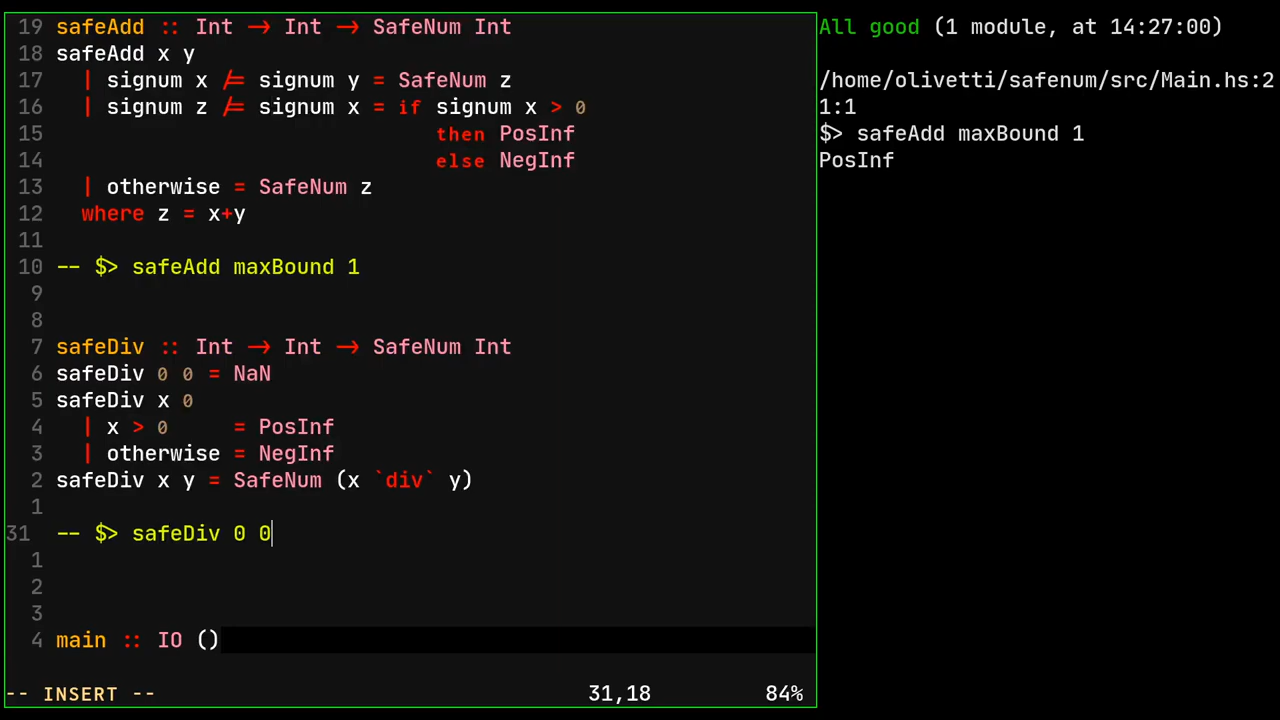 19 safeAdd :: Int → Int → SafeNum Int
18 safeAdd x y
17   | signum x ≠ signum y = SafeNum z
16   | signum z ≠ signum x = if signum x > 0
15                              then PosInf
14                              else NegInf
13   | otherwise = SafeNum z
12   where z = x+y
11
10 -- $> safeAdd maxBound 1
9
8
7 safeDiv :: Int → Int → SafeNum Int
6 safeDiv 0 0 = NaN
5 safeDiv x 0
4   | x > 0     = PosInf
3   | otherwise = NegInf
2 safeDiv x y = SafeNum (x `div` y)
1
31 -- $> safeDiv 0 0
1
2
3
4 main :: IO ()
-- INSERT -- 31,18 84%
All good (1 module, at 14:27:00)
/home/olivetti/safenum/src/Main.hs:2
1:1
$> safeAdd maxBound 1
PosInf